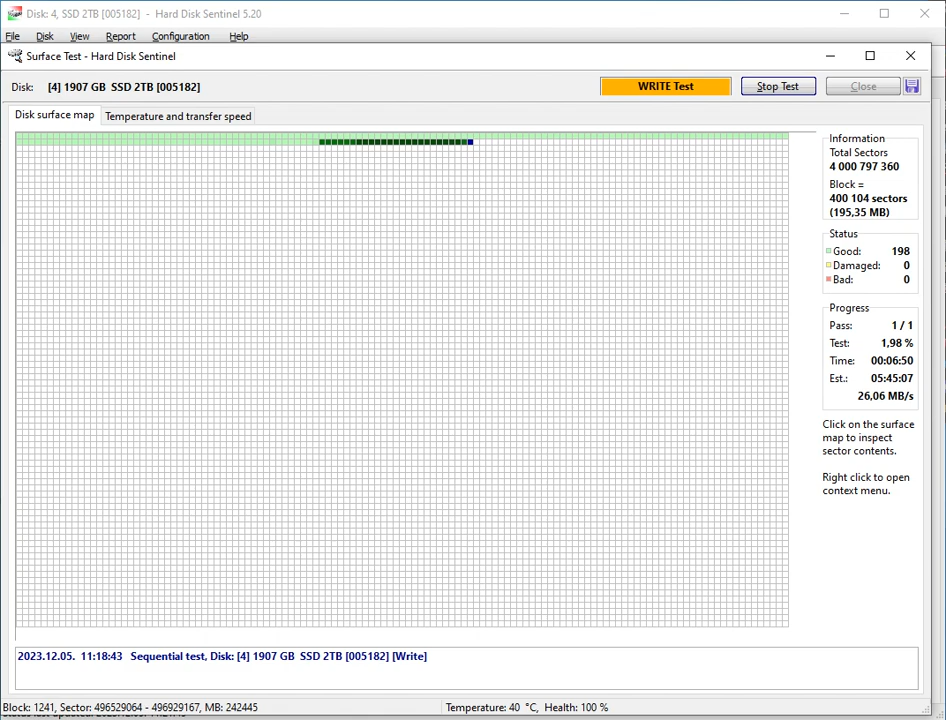 Disk: 4, SSD 2TB [005182] - Hard Disk Sentinel 5.20
File Disk View Report Configuration Help
Surface Test - Hard Disk Sentinel
Disk: [4] 1907 GB SSD 2TB [005182]
WRITE Test
Stop Test
Close
Disk surface map
Temperature and transfer speed
Information
Total Sectors
4 000 797 360
Block =
400 104 sectors
(195,35 MB)
Status
Good: 198
Damaged: 0
Bad: 0
Progress
Pass: 1 / 1
Test: 1,98 %
Time: 00:06:50
Est.: 05:45:07
26,06 MB/s
Click on the surface
map to inspect
sector contents.
Right click to open
context menu.
2023.12.05. 11:18:43 Sequential test, Disk: [4] 1907 GB SSD 2TB [005182] [Write]
Block: 1241, Sector: 496529064 - 496929167, MB: 242445
Temperature: 40 °C, Health: 100 %